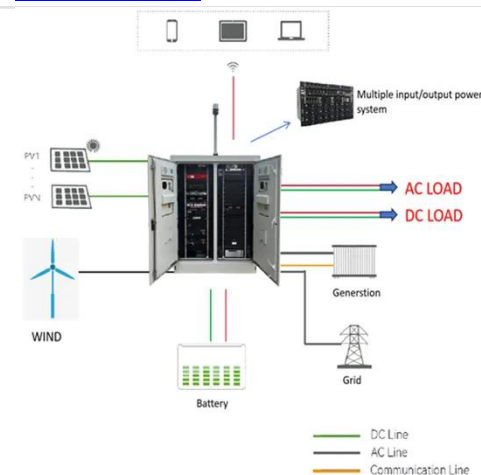 Multiple input/output power
system
PV1
PVN
AC LOAD
DC LOAD
WIND
Generstion
Grid
Battery
DC Line
AC Line
Communication Line